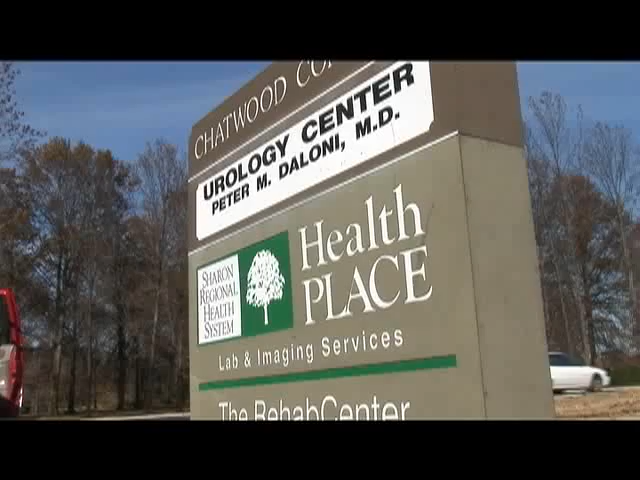 CHATWOOD
UROLOGY CENTER
PETER M. DALONI, M.D.
SHARON
REGIONAL
HEALTH
SYSTEM
Health
PLACE
Lab & Imaging Services
The RehabCenter